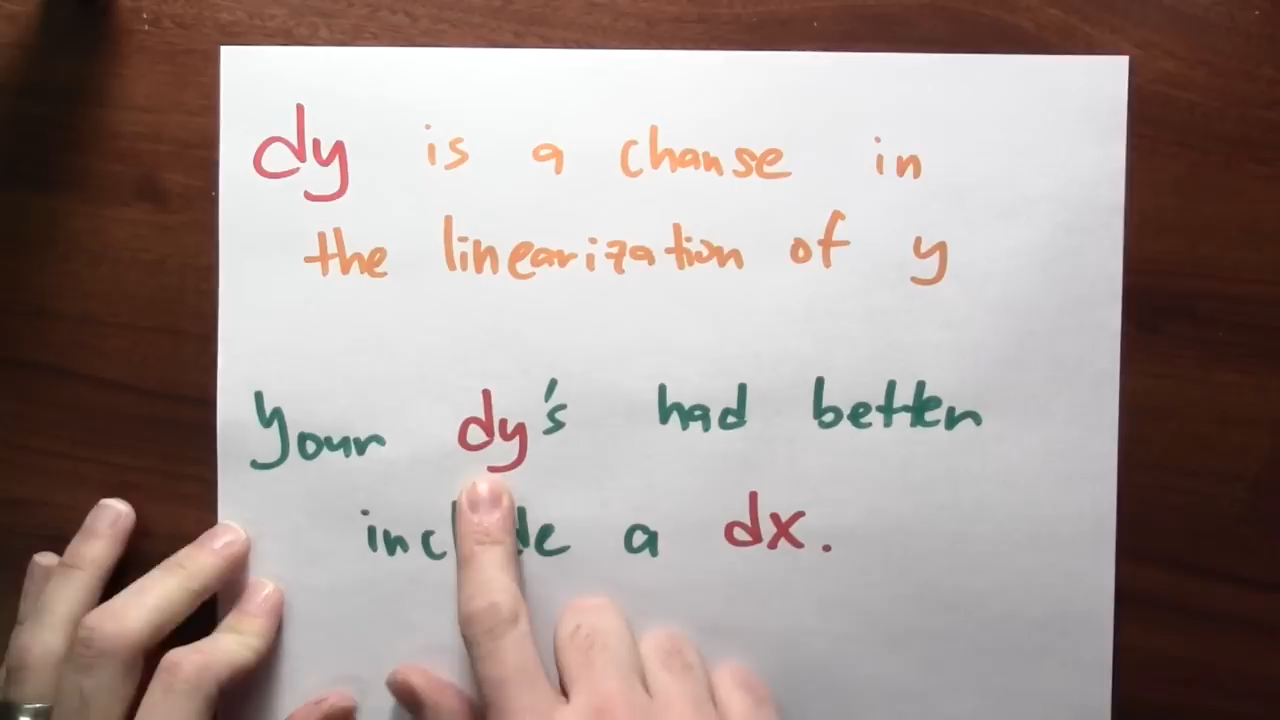 dy is a change in
the linearization of y
Your dy's had better
a dx.